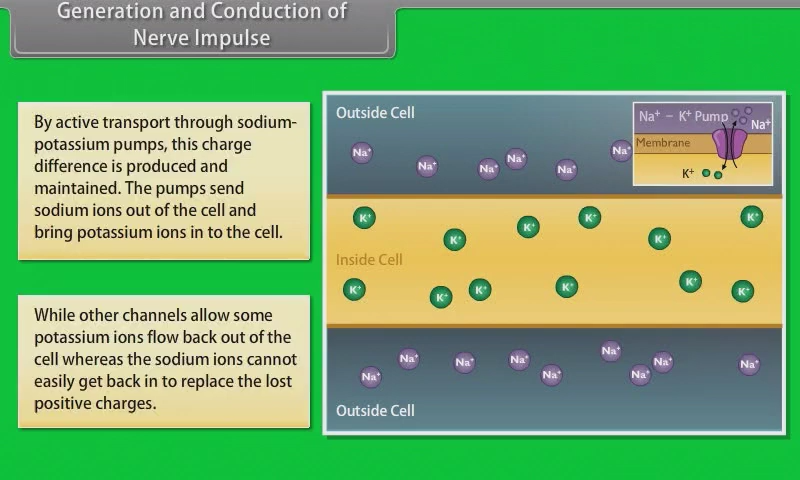 Generation and Conduction of
Nerve Impulse
By active transport through sodium-
potassium pumps, this charge
difference is produced and
maintained. The pumps send
sodium ions out of the cell and
bring potassium ions in to the cell.
While other channels allow some
potassium ions flow back out of the
cell whereas the sodium ions cannot
easily get back in to replace the lost
positive charges.
Outside Cell
Na⁺ – K⁺ Pump
Na⁺
Membrane
K⁺
Na⁺ Na⁺ Na⁺ Na⁺ Na⁺ Na⁺
K⁺ K⁺ K⁺ K⁺ K⁺ K⁺
Inside Cell
K⁺ K⁺ K⁺ K⁺ K⁺ K⁺
Na⁺ Na⁺ Na⁺ Na⁺ Na⁺ Na⁺ Na⁺ Na⁺ Na⁺
Outside Cell